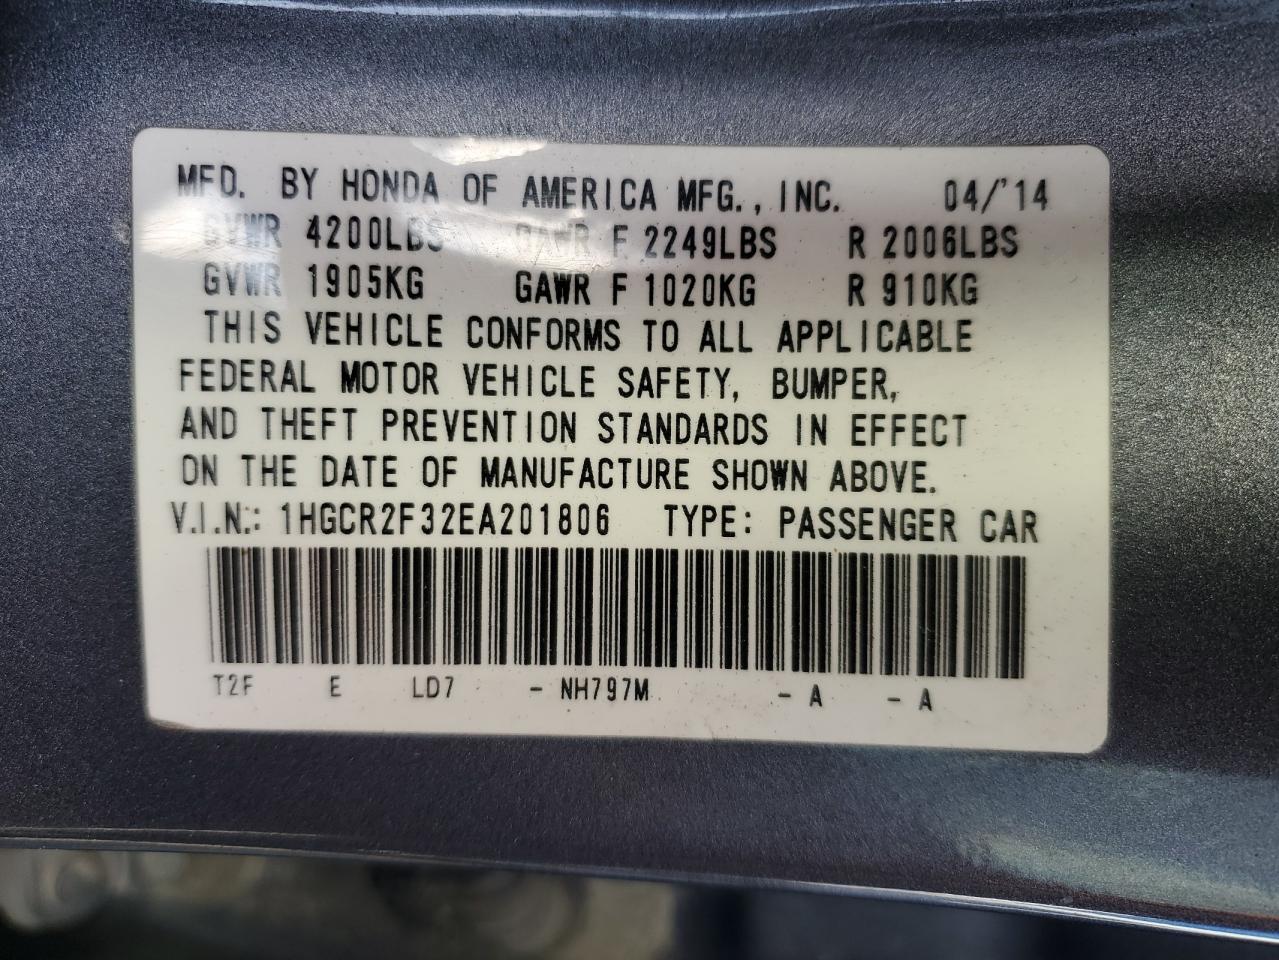 MFD. BY HONDA OF AMERICA MFG., INC. 04/'14
GVWR 4200LBS GAWR F 2249LBS R 2006LBS
GVWR 1905KG GAWR F 1020KG R 910KG
THIS VEHICLE CONFORMS TO ALL APPLICABLE
FEDERAL MOTOR VEHICLE SAFETY, BUMPER,
AND THEFT PREVENTION STANDARDS IN EFFECT
ON THE DATE OF MANUFACTURE SHOWN ABOVE.
V.I.N.: 1HGCR2F32EA201806 TYPE: PASSENGER CAR
T2F E LD7 - NH797M - A - A